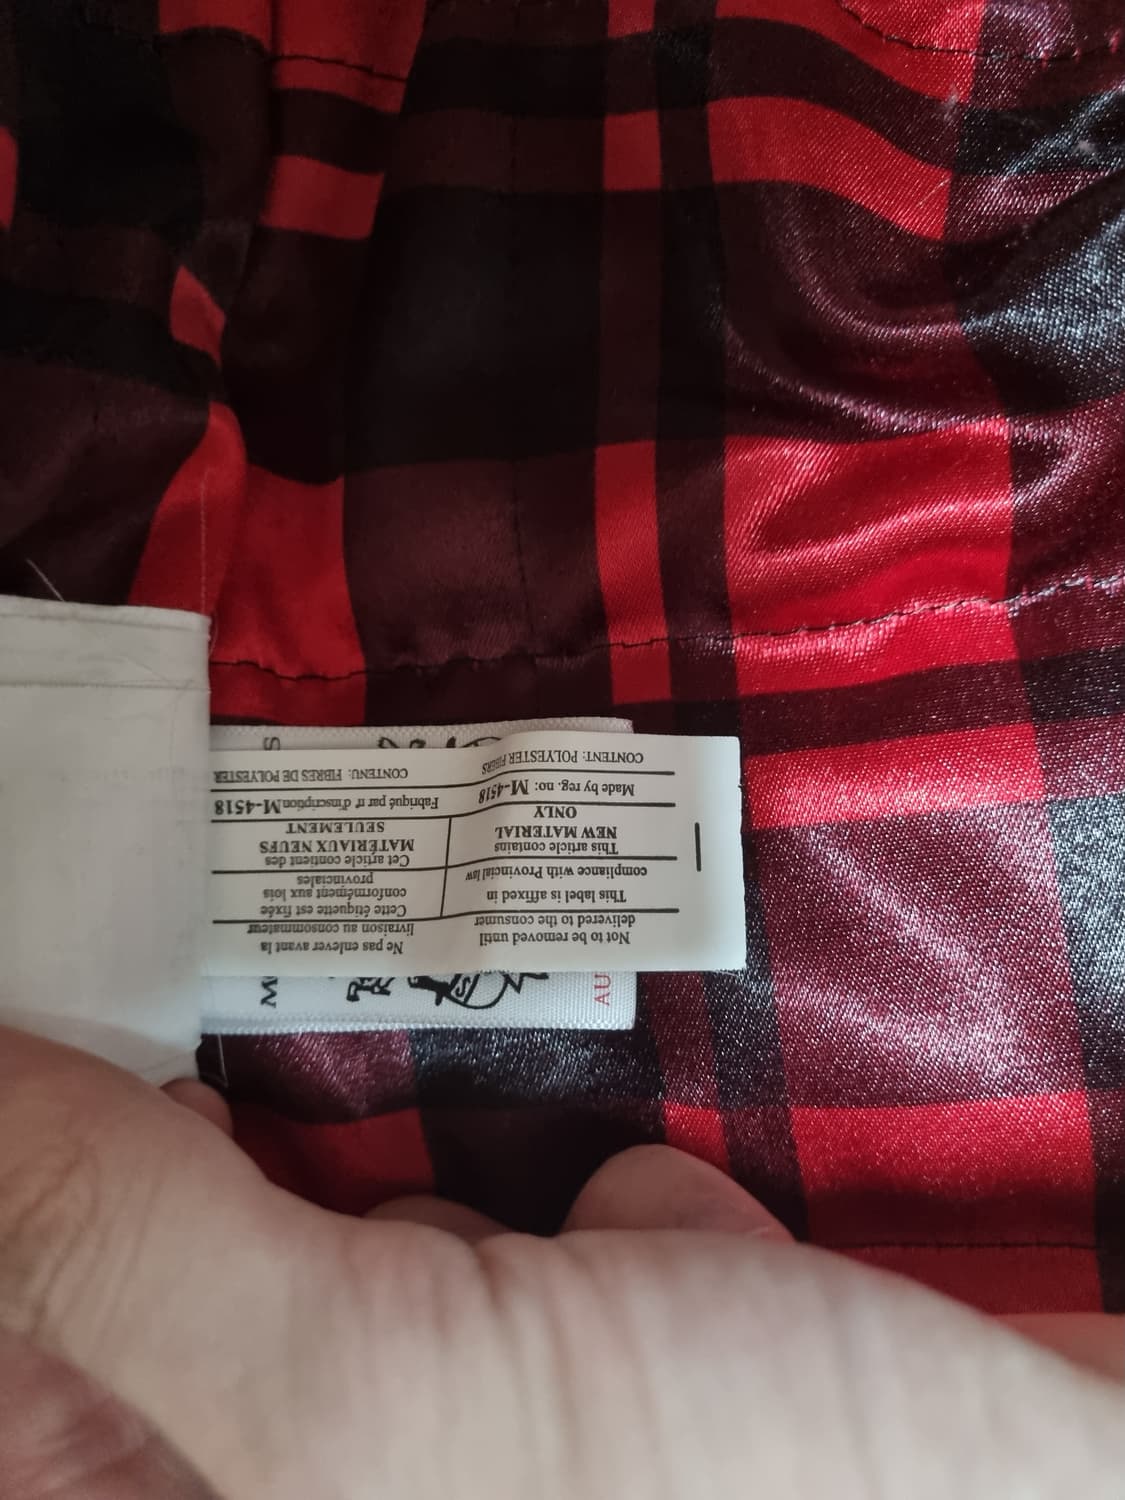 Not to be removed until
delivered to the consumer
This label is affixed in
compliance with Provincial law
This article contains
NEW MATERIAL
ONLY
Made by reg. no: M-4518
CONTENT: POLYESTER FIBERS
Ne pas enlever avant la
livraison au consommateur
Cette étiquette est fixée
conformément aux lois
provinciales
Cet article contient des
MATÉRIAUX NEUFS
SEULEMENT
Fabriqué par nº d'inscription M-4518
CONTENU: FIBRES DE POLYESTER
AU